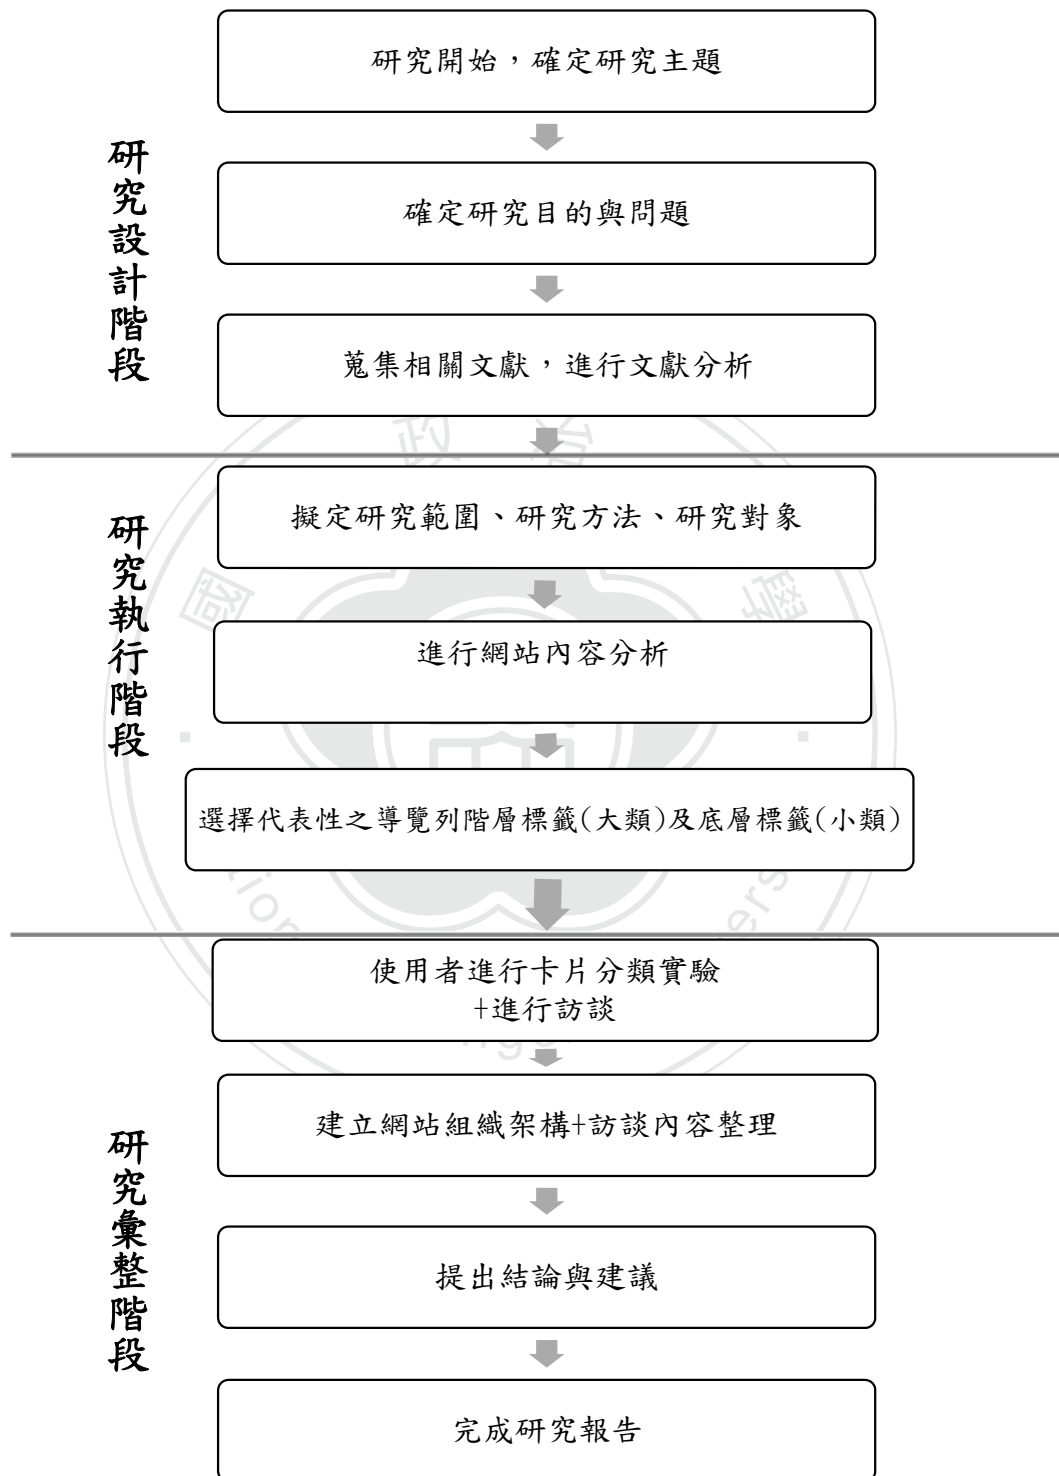 研究設計階段
研究開始，確定研究主題
確定研究目的與問題
蒐集相關文獻，進行文獻分析
研究執行階段
擬定研究範圍、研究方法、研究對象
進行網站內容分析
選擇代表性之導覽列階層標籤(大類)及底層標籤(小類)
研究彙整階段
使用者進行卡片分類實驗
+進行訪談
建立網站組織架構+訪談內容整理
提出結論與建議
完成研究報告
國
政
治
學